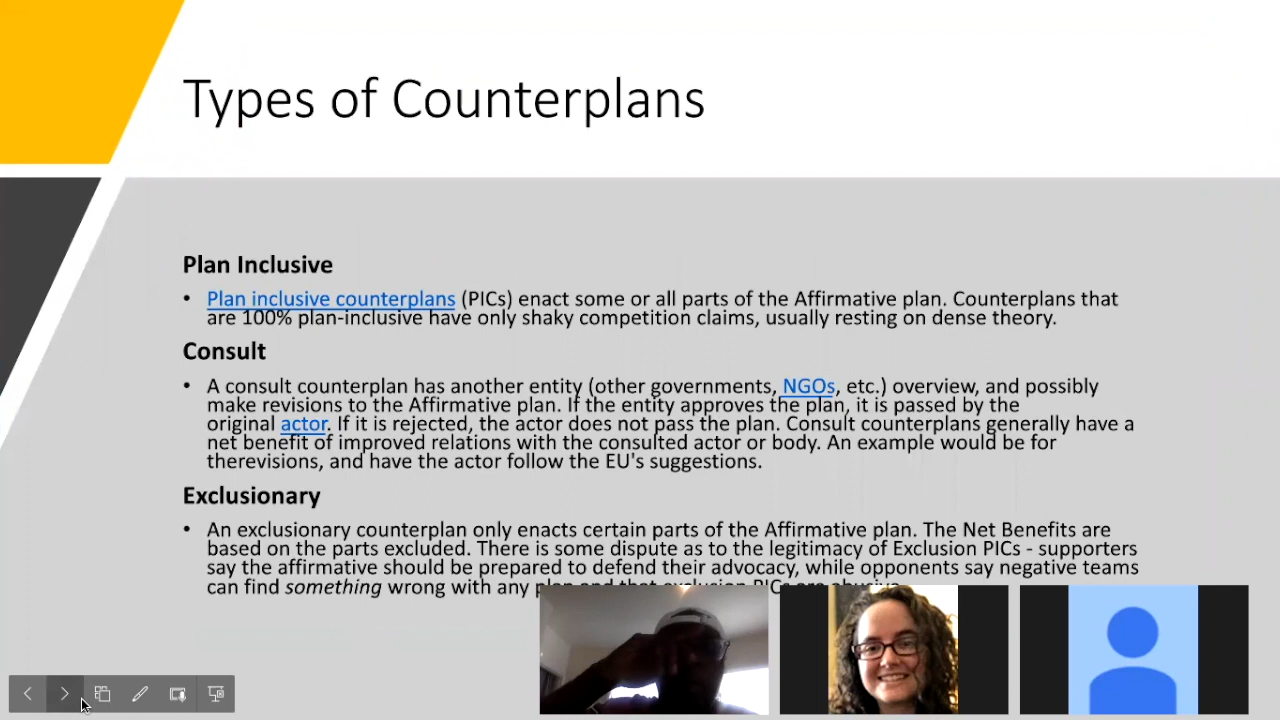 Types of Counterplans
Plan Inclusive
• Plan inclusive counterplans (PICs) enact some or all parts of the Affirmative plan. Counterplans that
are 100% plan-inclusive have only shaky competition claims, usually resting on dense theory.
Consult
• A consult counterplan has another entity (other governments, NGOs, etc.) overview, and possibly
make revisions to the Affirmative plan. If the entity approves the plan, it is passed by the
original actor. If it is rejected, the actor does not pass the plan. Consult counterplans generally have a
net benefit of improved relations with the consulted actor or body. An example would be for
therevisions, and have the actor follow the EU's suggestions.
Exclusionary
• An exclusionary counterplan only enacts certain parts of the Affirmative plan. The Net Benefits are
based on the parts excluded. There is some dispute as to the legitimacy of Exclusion PICs - supporters
say the affirmative should be prepared to defend their advocacy, while opponents say negative teams
can find something wrong with any plan and that exclusion PICs are